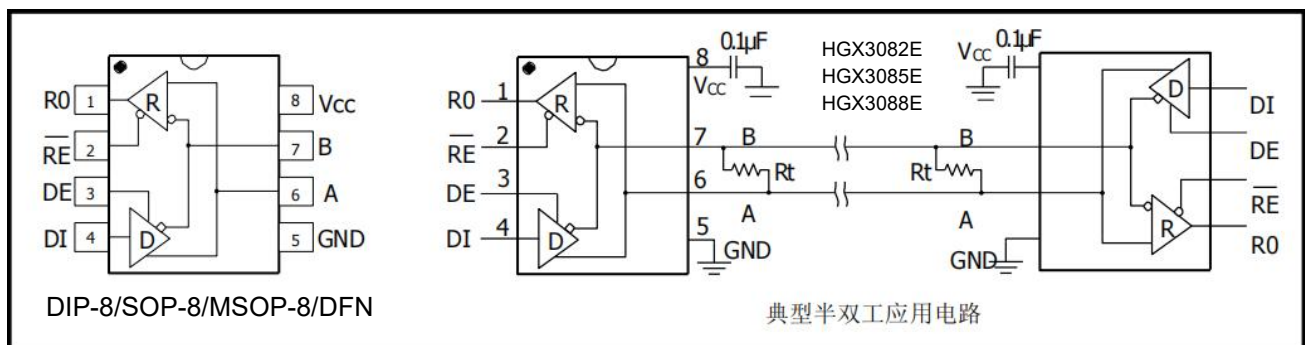 R0 1
RE 2
DE 3
DI 4
R
D
8 Vcc
7 B
6 A
5 GND
DIP-8/SOP-8/MSOP-8/DFN
R0 1
RE 2
DE 3
DI 4
R
D
0.1μF
8
Vcc
7 B
Rt
6
A
5
GND
HGX3082E
HGX3085E
HGX3088E
Vcc 0.1μF
B
Rt
A
GND
D
R
DI
DE
RE
R0
典型半双工应用电路